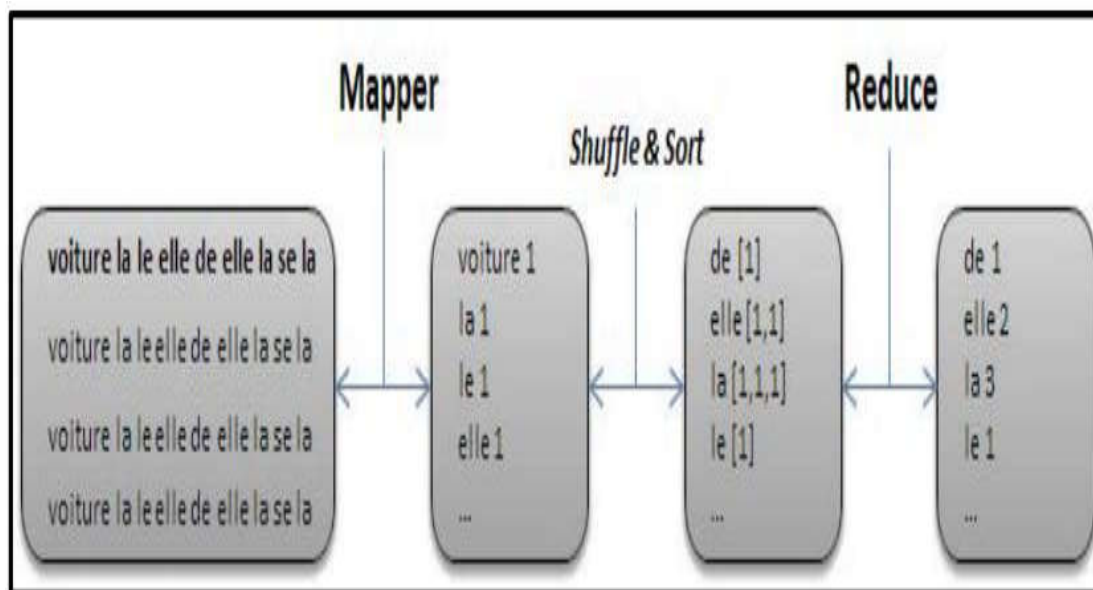 Mapper
Shuffle & Sort
Reduce
voiture la le elle de elle la se la
voiture la le elle de elle la se la
voiture la le elle de elle la se la
voiture la le elle de elle la se la
voiture 1
la 1
le 1
elle 1
...
de [1]
elle [1,1]
la [1,1,1]
le [1]
...
de 1
elle 2
la 3
le 1
...